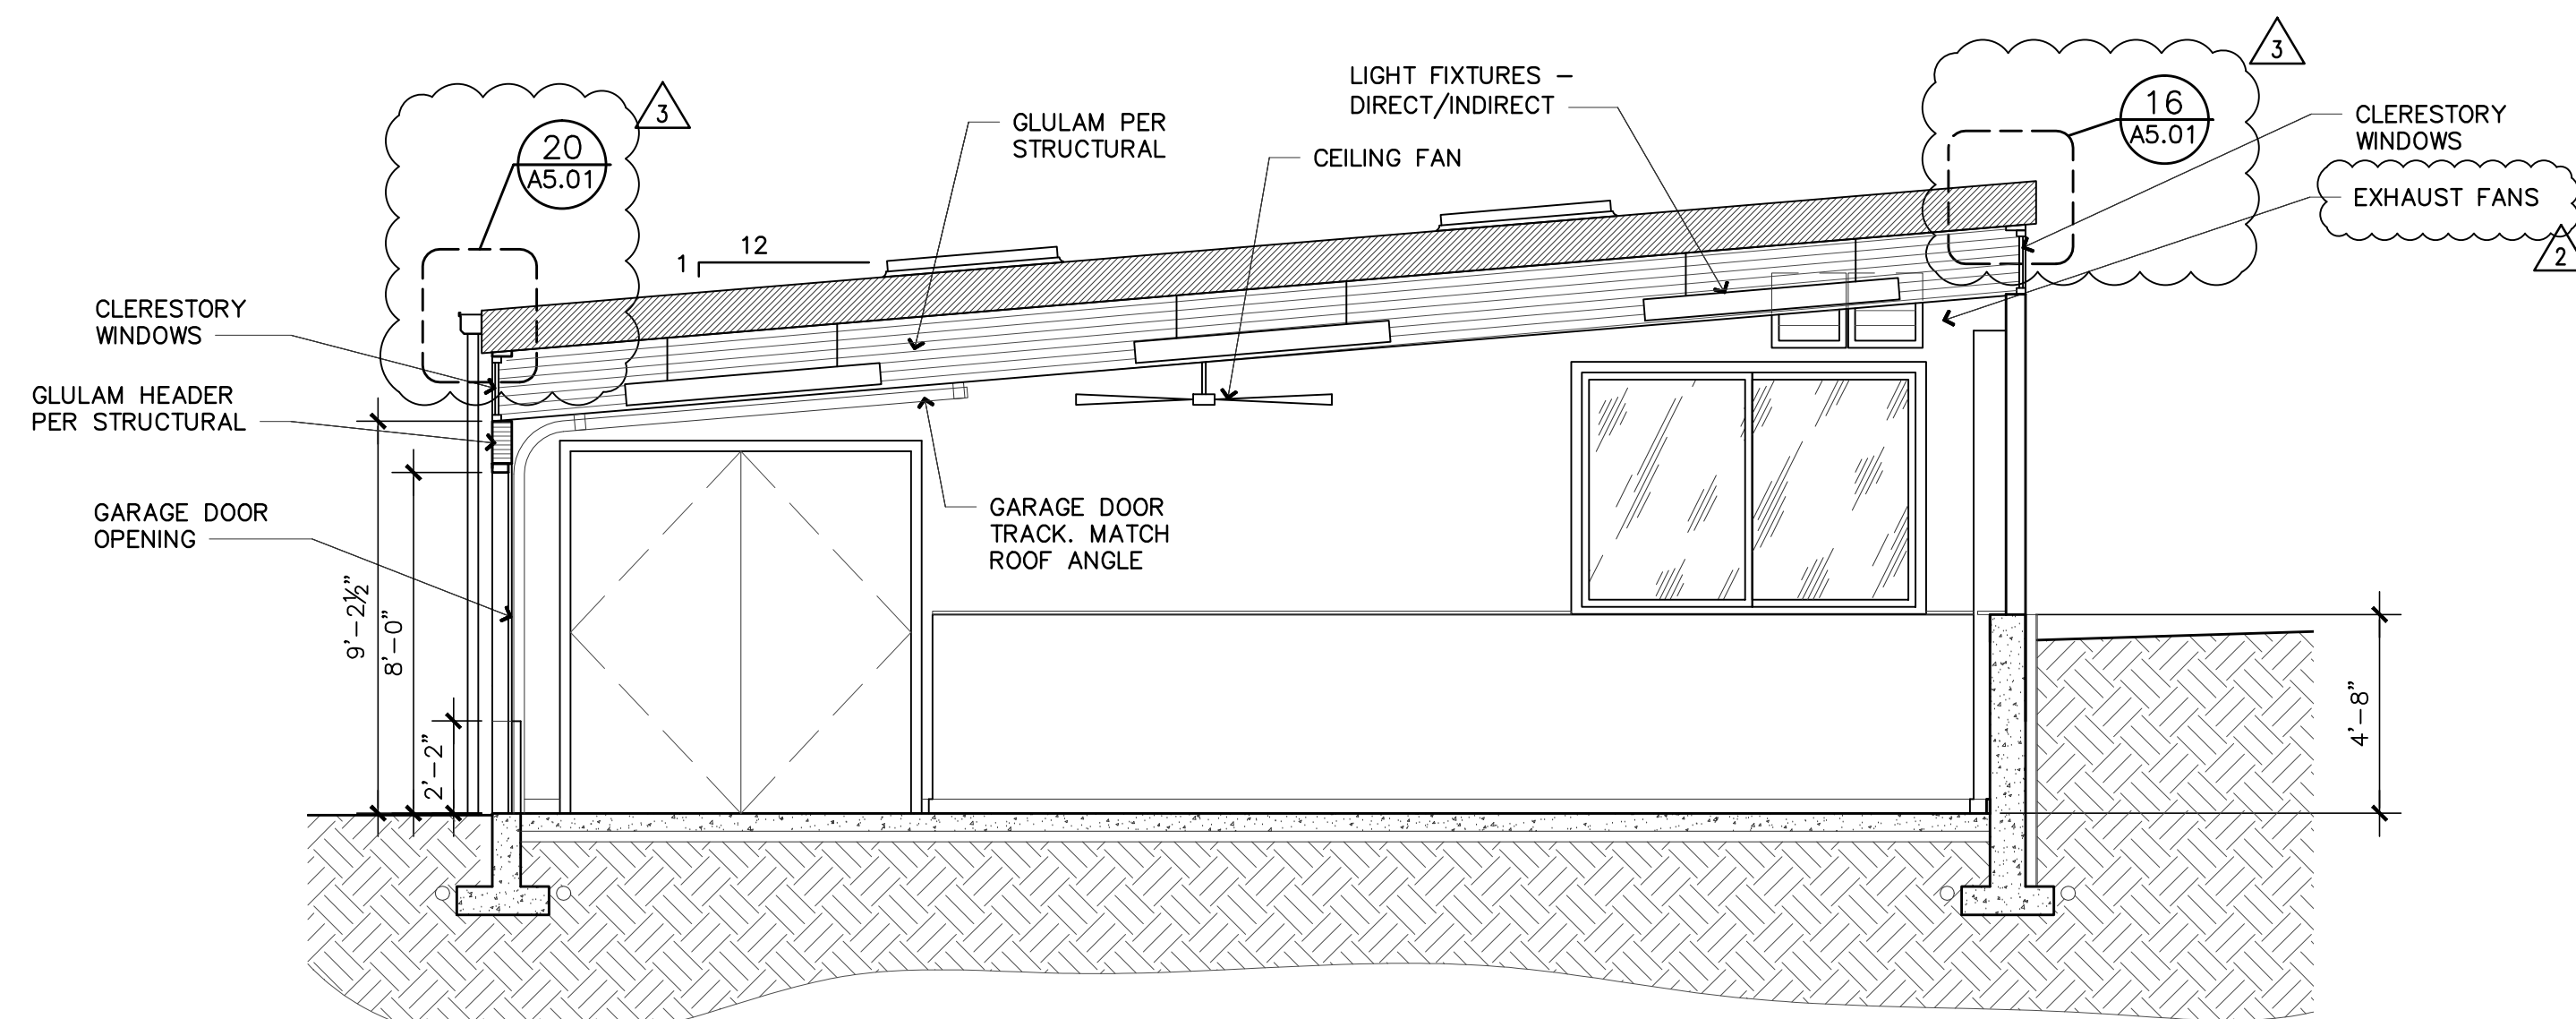 3
3
20
A5.01
16
A5.01
LIGHT FIXTURES –
DIRECT/INDIRECT
GLULAM PER
STRUCTURAL
CEILING FAN
CLERESTORY
WINDOWS
EXHAUST FANS
2
12
1
CLERESTORY
WINDOWS
GLULAM HEADER
PER STRUCTURAL
GARAGE DOOR
OPENING
GARAGE DOOR
TRACK. MATCH
ROOF ANGLE
9'–2½"
8'–0"
2'–2"
4'–8"